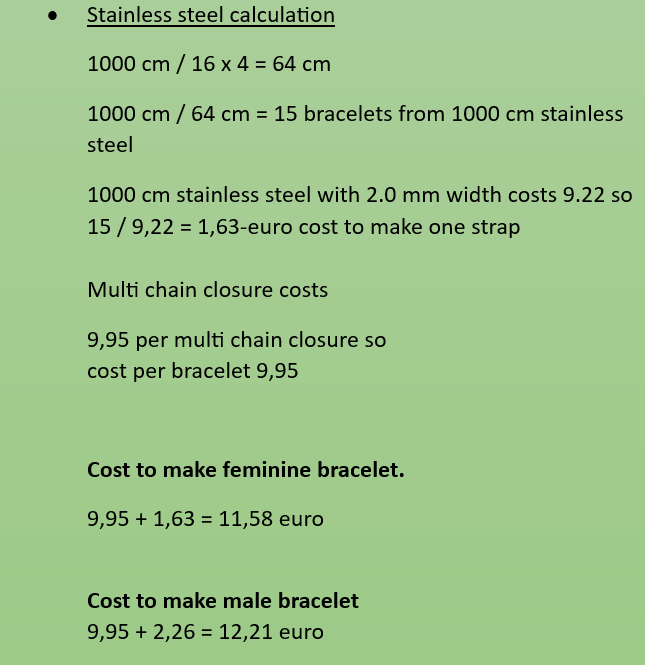 • Stainless steel calculation
1000 cm / 16 x 4 = 64 cm
1000 cm / 64 cm = 15 bracelets from 1000 cm stainless
steel
1000 cm stainless steel with 2.0 mm width costs 9.22 so
15 / 9,22 = 1,63-euro cost to make one strap
Multi chain closure costs
9,95 per multi chain closure so
cost per bracelet 9,95
Cost to make feminine bracelet.
9,95 + 1,63 = 11,58 euro
Cost to make male bracelet
9,95 + 2,26 = 12,21 euro